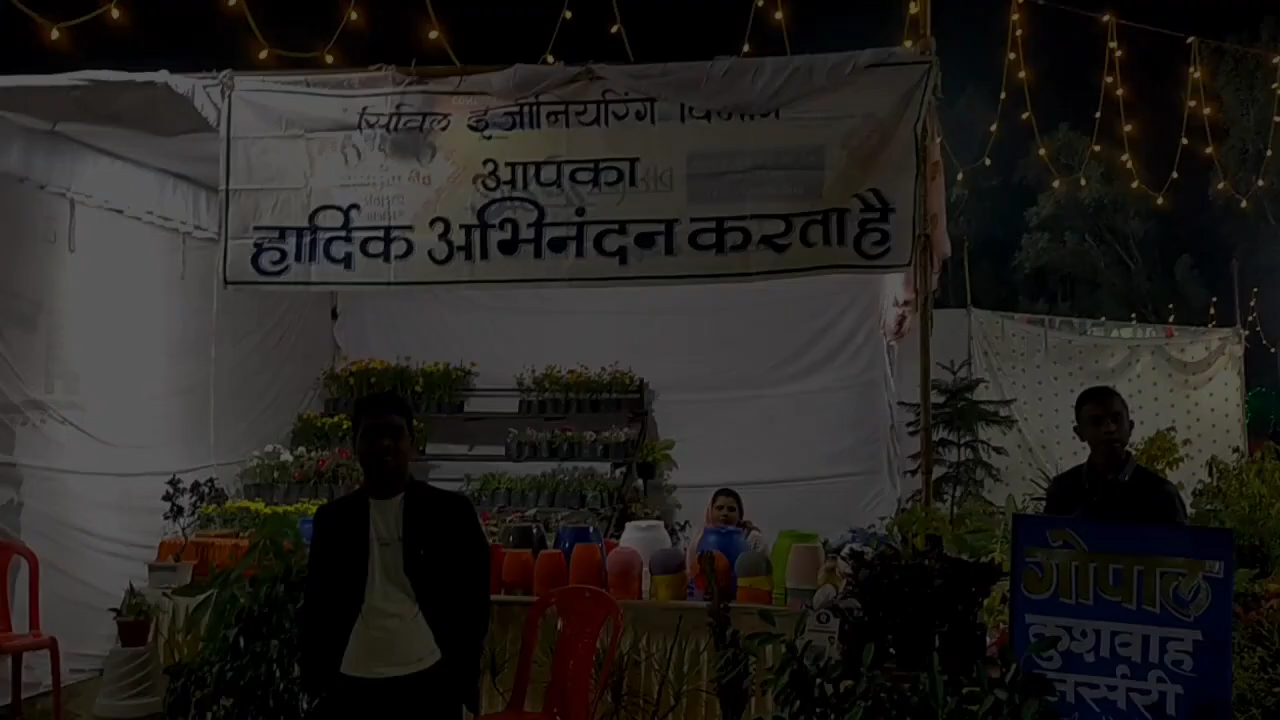 सिविल इंजीनियरिंग विभाग
आपका
हार्दिक अभिनंदन करता है
गोपाल
कुशवाह
नर्सरी